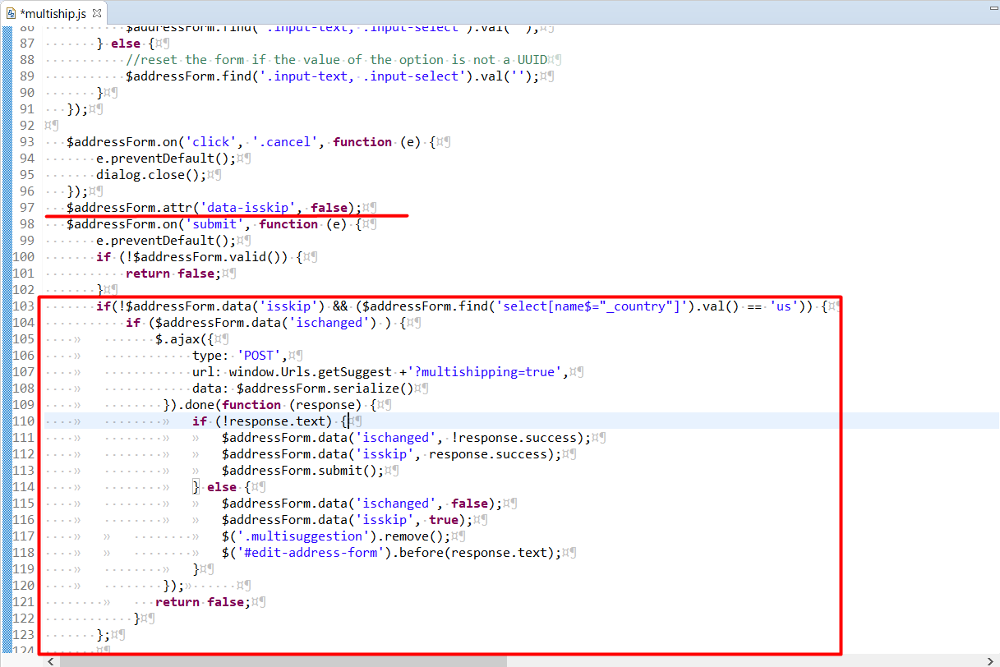 *multiship.js
86 $addressForm.find('.input-text, .input-select').val('');
87 } else {
88 //reset the form if the value of the option is not a UUID
89 $addressForm.find('.input-text, .input-select').val('');
90 }
91 });
92
93 $addressForm.on('click', '.cancel', function (e) {
94 e.preventDefault();
95 dialog.close();
96 });
97 $addressForm.attr('data-isskip', false);
98 $addressForm.on('submit', function (e) {
99 e.preventDefault();
100 if (!$addressForm.valid()) {
101 return false;
102 }
103 if(!$addressForm.data('isskip') && ($addressForm.find('select[name$="_country"]').val() == 'us')) {
104 if ($addressForm.data('ischanged') ) {
105 $.ajax({
106 type: 'POST',
107 url: window.Urls.getSuggest +'?multishipping=true',
108 data: $addressForm.serialize()
109 }).done(function (response) {
110 if (!response.text) {
111 $addressForm.data('ischanged', !response.success);
112 $addressForm.data('isskip', response.success);
113 $addressForm.submit();
114 } else {
115 $addressForm.data('ischanged', false);
116 $addressForm.data('isskip', true);
117 $('.multisuggestion').remove();
118 $('#edit-address-form').before(response.text);
119 }
120 });
121 return false;
122 }
123 };
124